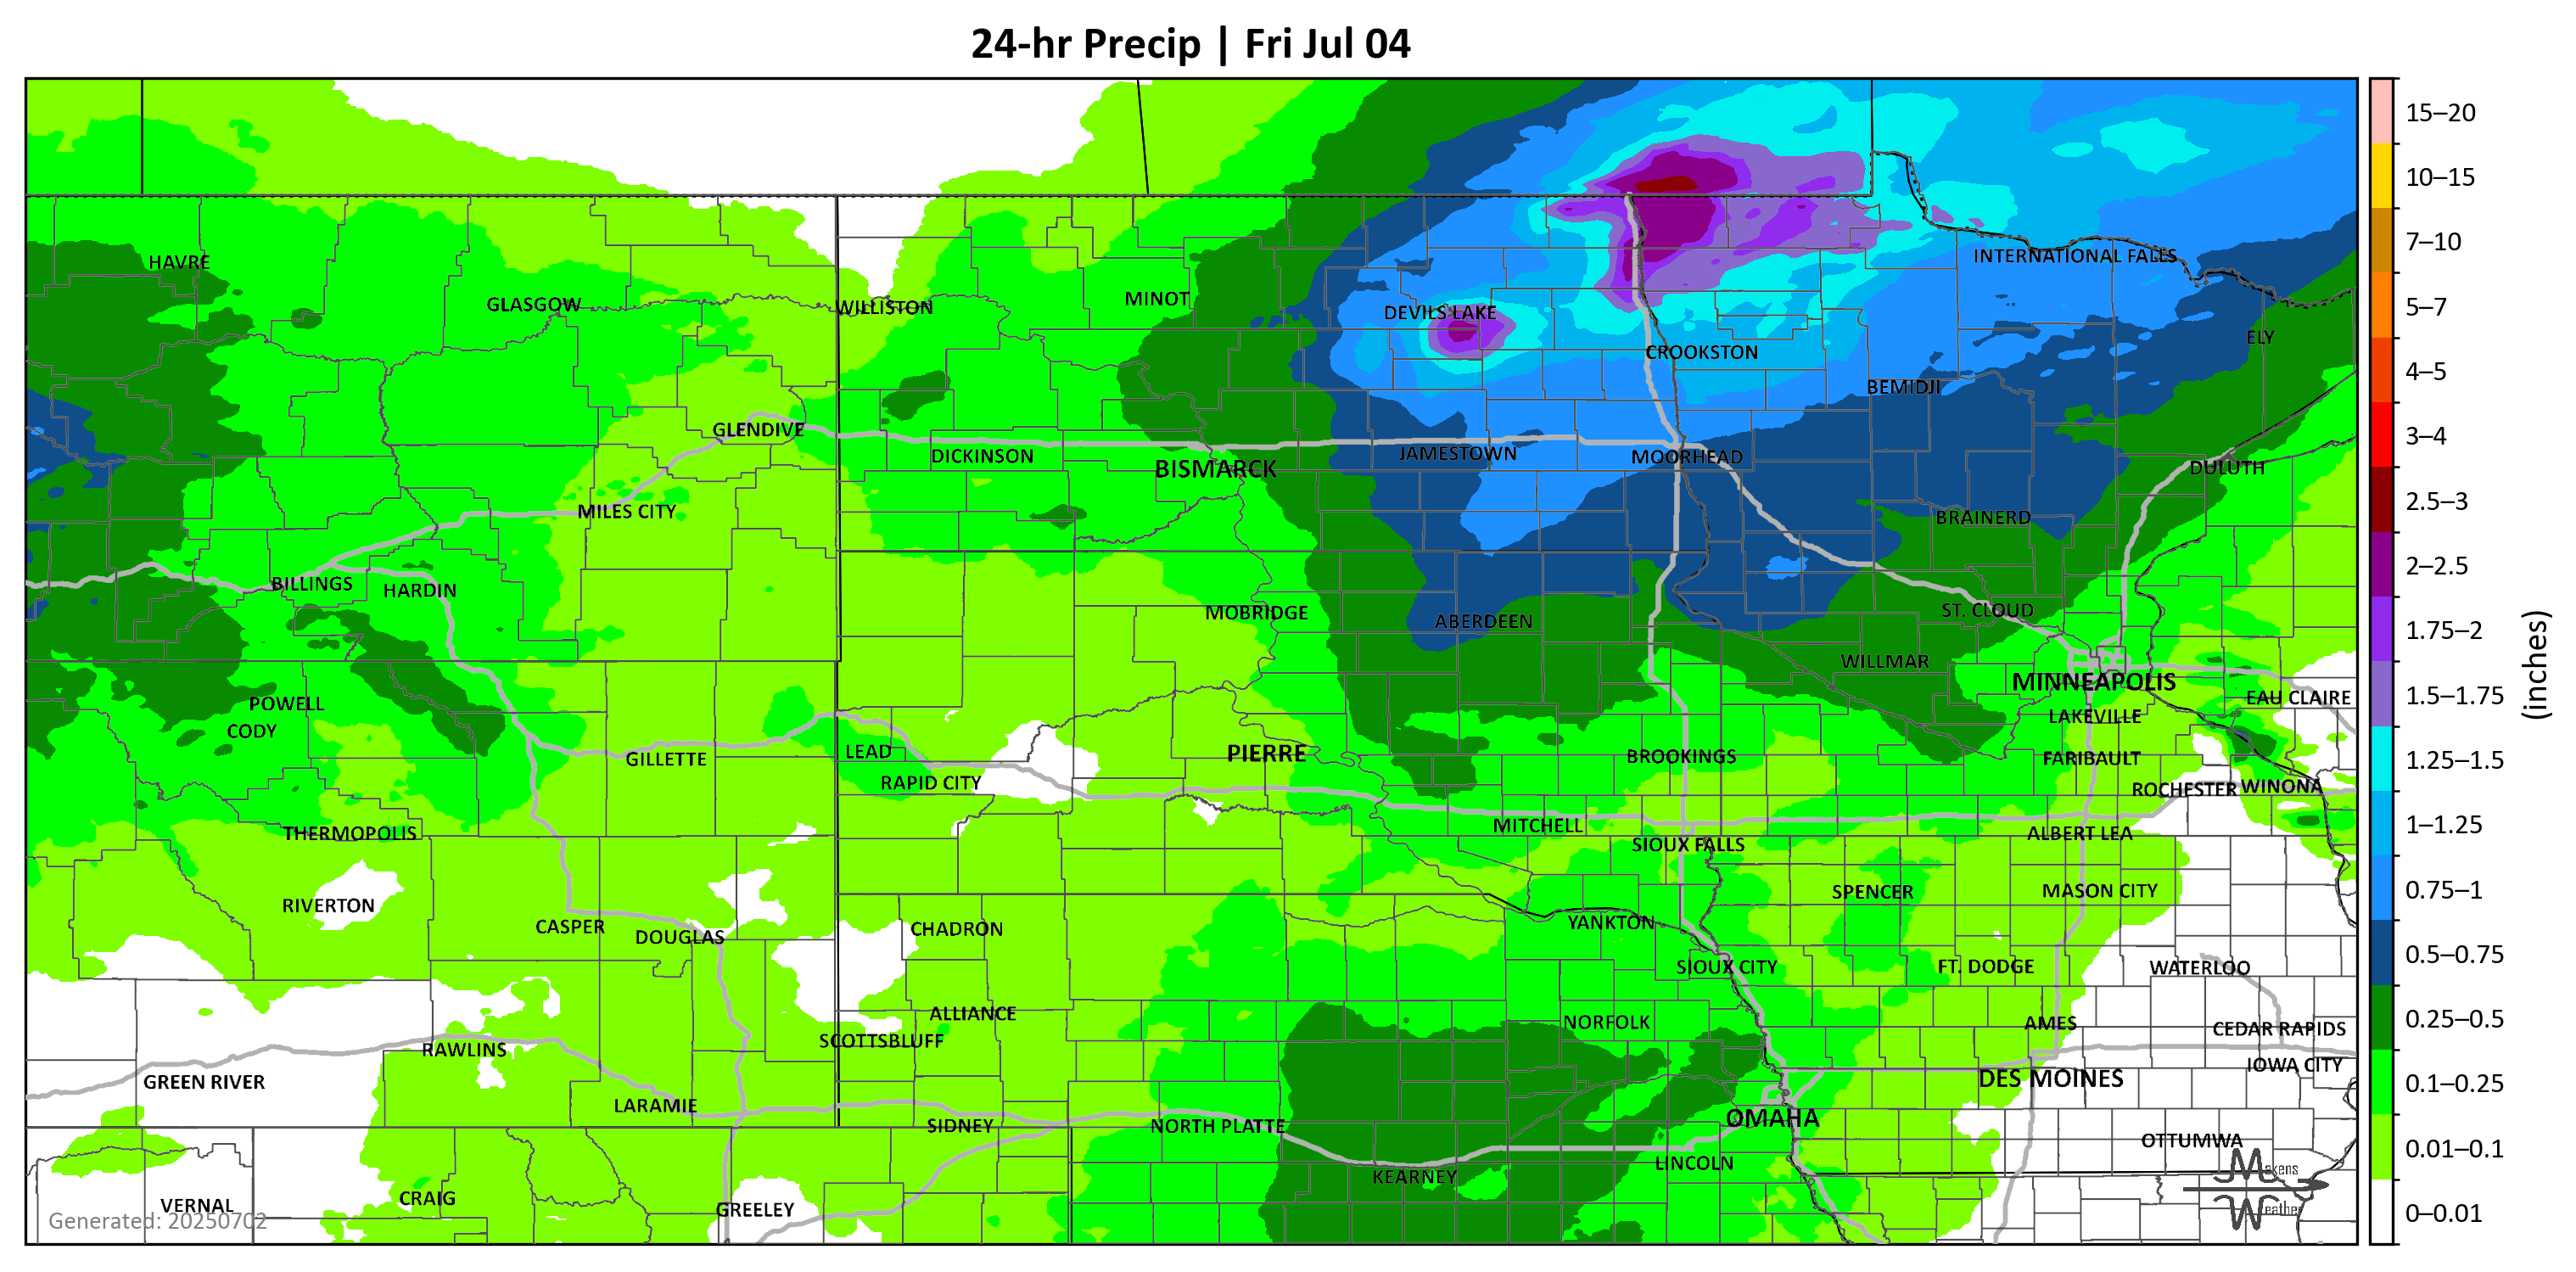 24-hr Precip | Fri Jul 04
15–20
10–15
7–10
5–7
4–5
3–4
2.5–3
2–2.5
1.75–2
1.5–1.75
1.25–1.5
1–1.25
0.75–1
0.5–0.75
0.25–0.5
0.1–0.25
0.01–0.1
0–0.01
(inches)
HAVRE
INTERNATIONAL FALLS
GLASGOW
WILLISTON
MINOT
DEVILS LAKE
ELY
CROOKSTON
BEMIDJI
GLENDIVE
DICKINSON
BISMARCK
JAMESTOWN
MOORHEAD
DULUTH
MILES CITY
BRAINERD
BILLINGS
HARDIN
MOBRIDGE
ABERDEEN
ST. CLOUD
WILLMAR
MINNEAPOLIS
EAU CLAIRE
POWELL
CODY
LAKEVILLE
GILLETTE
LEAD
PIERRE
BROOKINGS
FARIBAULT
RAPID CITY
ROCHESTER
WINONA
THERMOPOLIS
MITCHELL
SIOUX FALLS
ALBERT LEA
RIVERTON
SPENCER
MASON CITY
CASPER
DOUGLAS
CHADRON
YANKTON
SIOUX CITY
FT. DODGE
WATERLOO
ALLIANCE
NORFOLK
AMES
CEDAR RAPIDS
RAWLINS
SCOTTSBLUFF
IOWA CITY
GREEN RIVER
DES MOINES
LARAMIE
SIDNEY
NORTH PLATTE
OMAHA
OTTUMWA
LINCOLN
KEARNEY
VERNAL
CRAIG
GREELEY
Generated: 20250702
Makens
Weather